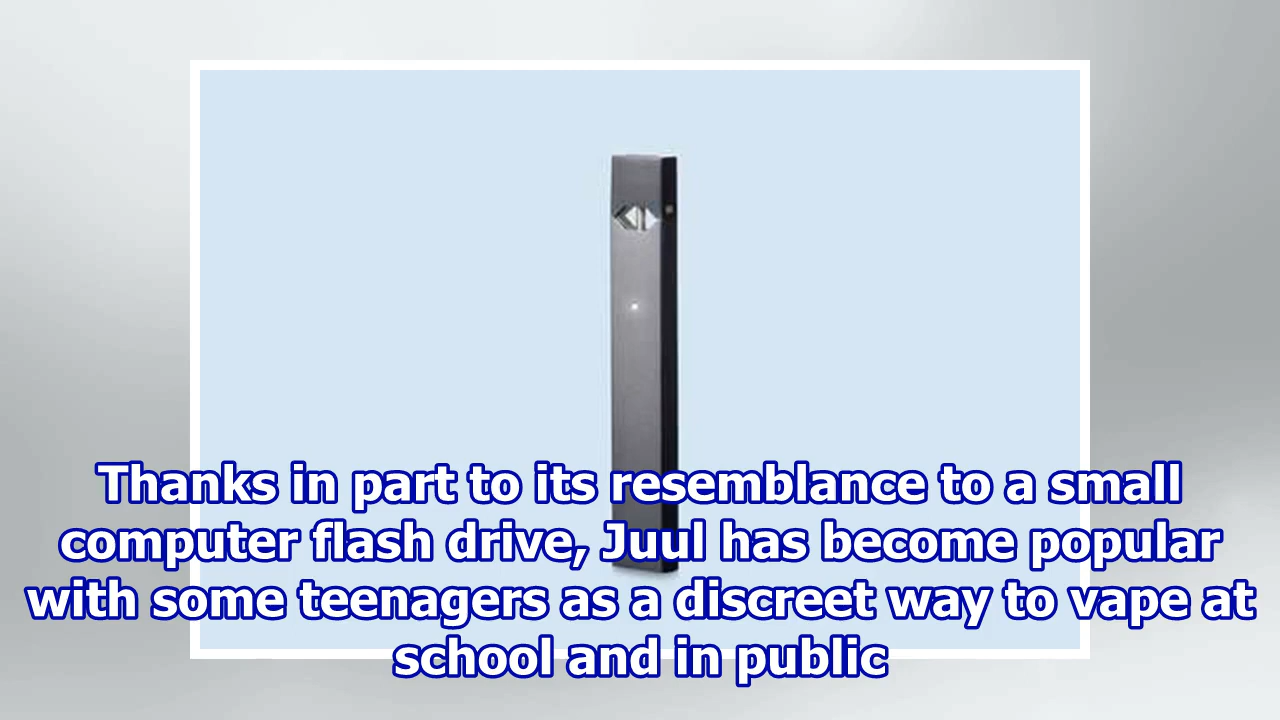 Thanks in part to its resemblance to a small
computer flash drive, Juul has become popular
with some teenagers as a discreet way to vape at
school and in public